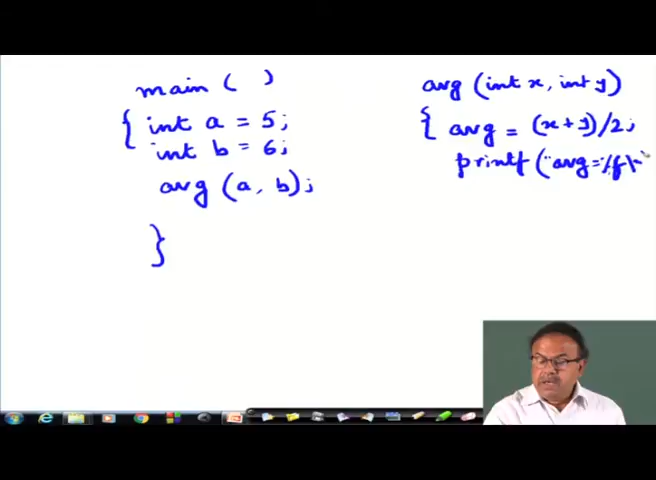 main ( )
{ int a = 5;
int b = 6;
avg (a, b);
}
avg (int x, int y)
{ avg = (x + y)/2;
printf ("avg=%f\n"